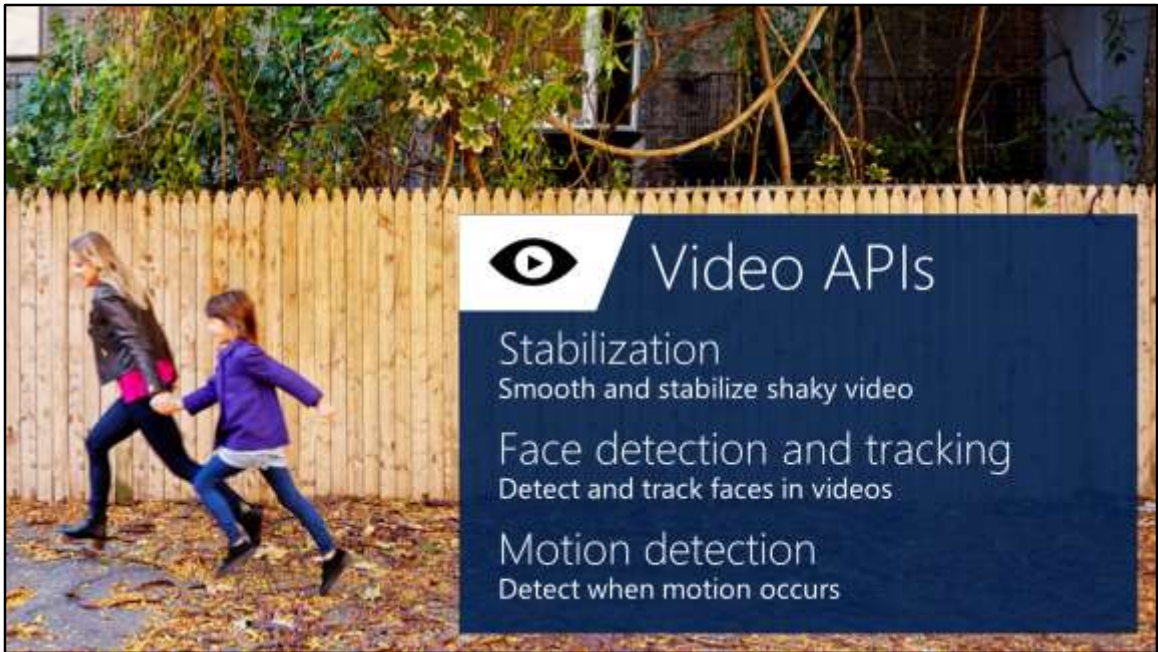 Video APIs
Stabilization
Smooth and stabilize shaky video
Face detection and tracking
Detect and track faces in videos
Motion detection
Detect when motion occurs